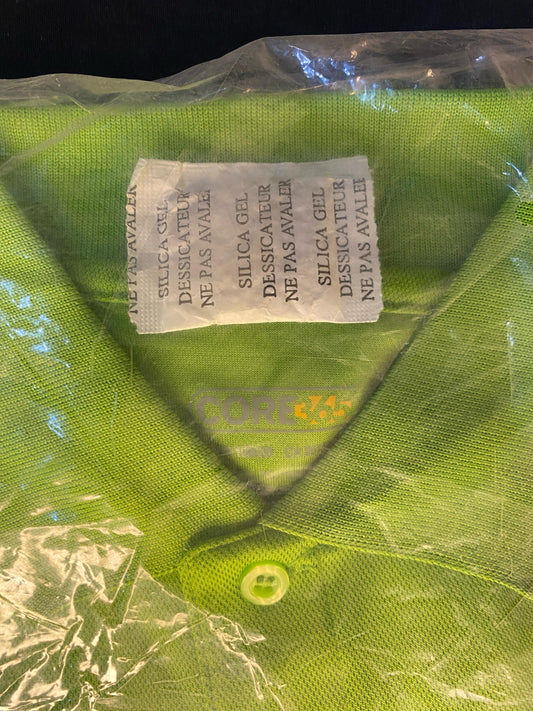 NE PAS AVALER
SILICA GEL
DESSICATEUR
NE PAS AVALER
SILICA GEL
DESSICATEUR
NE PAS AVALER
SILICA GEL
DESSICATEUR
NE PAS AVALER
CORE365